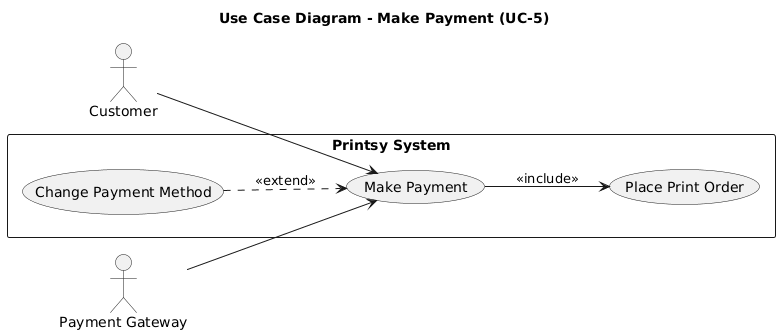 Use Case Diagram - Make Payment (UC-5)
Customer
Printsy System
Change Payment Method
«extend»
Make Payment
«include»
Place Print Order
Payment Gateway